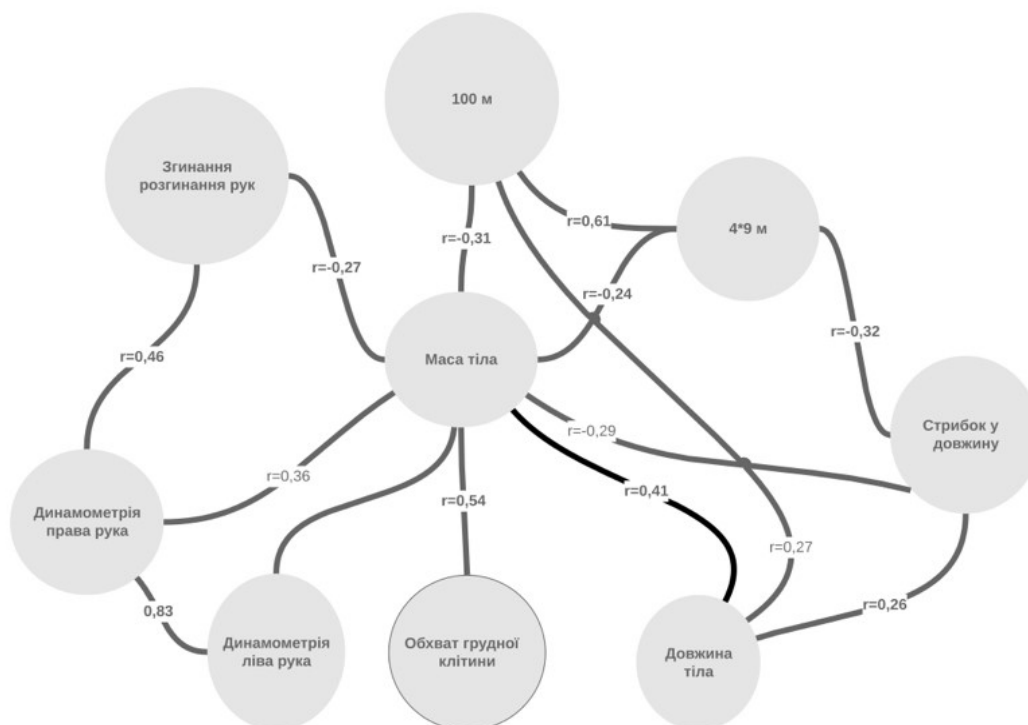 100 м
Згинання
розгинання рук
r=0,61
4*9 м
r=-0,31
r=-0,27
r=-0,24
r=-0,32
r=0,46
Маса тіла
Стрибок у
довжину
r=-0,29
r=0,36
r=0,41
r=0,54
Динамометрія
права рука
r=0,27
0,83
r=0,26
Динамометрія
ліва рука
Обхват грудної
клітини
Довжина
тіла